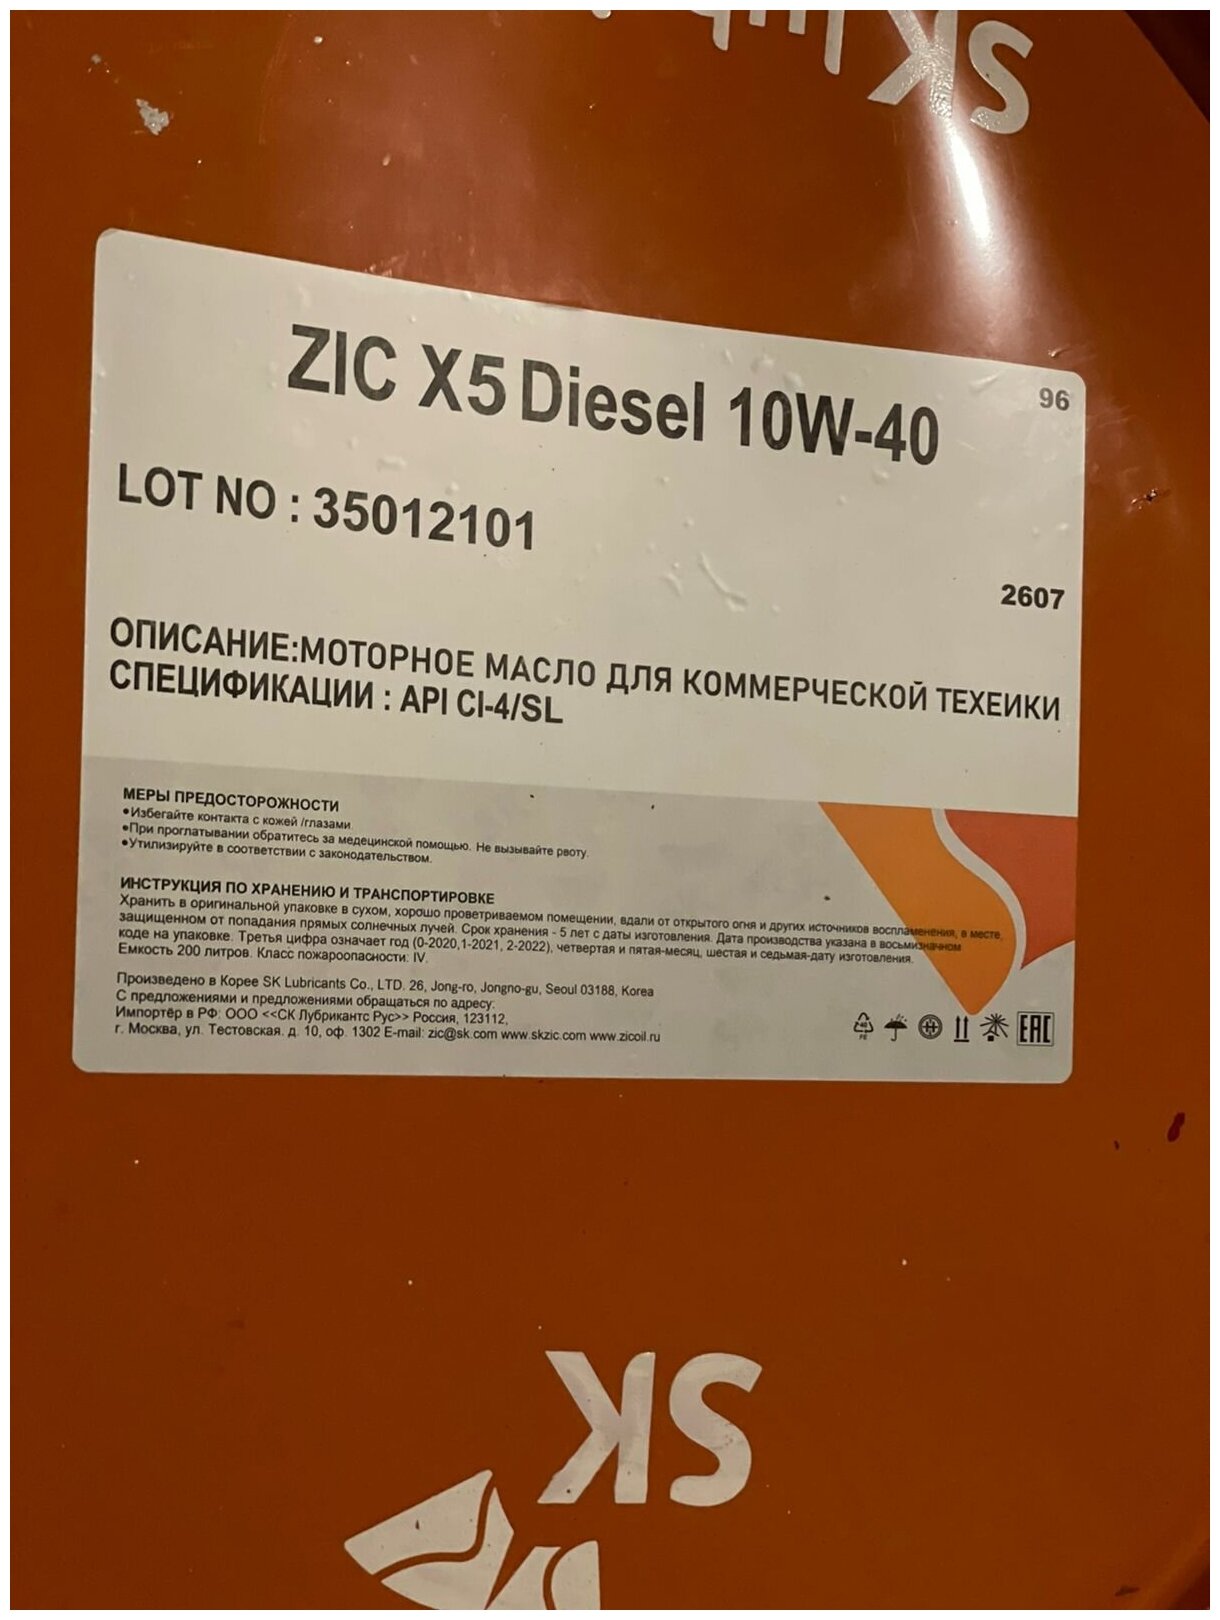 SK lub
ZIC X5 Diesel 10W-40
96
LOT NO : 35012101
2607
ОПИСАНИЕ:МОТОРНОЕ МАСЛО ДЛЯ КОММЕРЧЕСКОЙ ТЕХЕИКИ
СПЕЦИФИКАЦИИ : API CI-4/SL
МЕРЫ ПРЕДОСТОРОЖНОСТИ
•Избегайте контакта с кожей /глазами.
•При проглатывании обратитесь за медецинской помощью. Не вызывайте рвоту.
•Утилизируйте в соответствии с законодательством.
ИНСТРУКЦИЯ ПО ХРАНЕНИЮ И ТРАНСПОРТИРОВКЕ
Хранить в оригинальной упаковке в сухом, хорошо проветриваемом помещении, вдали от открытого огня и других источников воспламенения, в месте,
защищенном от попадания прямых солнечных лучей. Срок хранения - 5 лет с даты изготовления. Дата производства указана в восьмизначном
коде на упаковке. Третья цифра означает год (0-2020,1-2021, 2-2022), четвертая и пятая-месяц, шестая и седьмая-дату изготовления.
Емкость 200 литров. Класс пожароопасности: IV.
Произведено в Корее SK Lubricants Co., LTD. 26, Jong-ro, Jongno-gu, Seoul 03188, Korea
С предложениями и предложениями обращаться по адресу:
Импортёр в РФ: ООО <<СК Лубрикантс Рус>> Россия, 123112,
г. Москва, ул. Тестовская. д. 10, оф. 1302 E-mail: zic@sk.com www.skzic.com www.zicoil.ru
EAC
SK